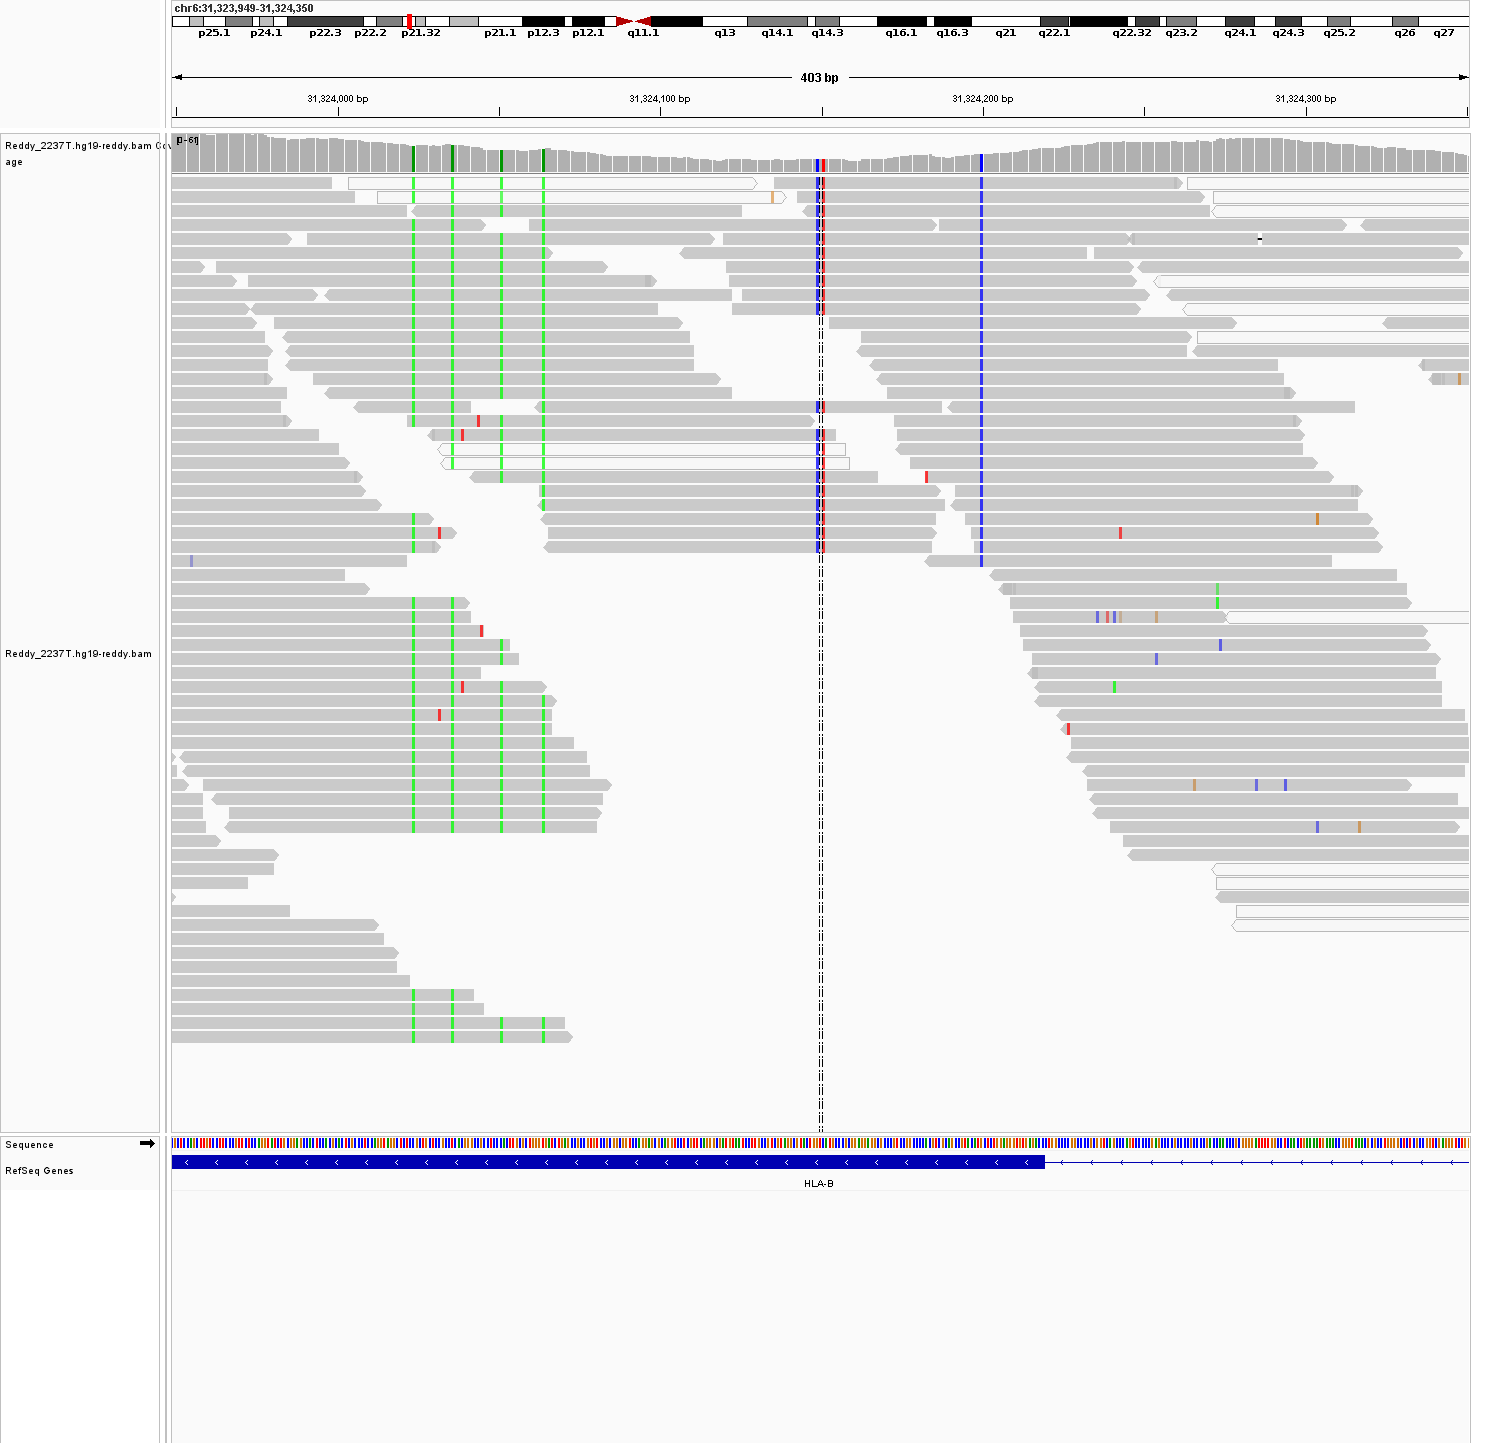 chr6:31,323,949-31,324,350
p25.1 p24.1 p22.3 p22.2 p21.32 p21.1 p12.3 p12.1 q11.1 q13 q14.1 q14.3 q16.1 q16.3 q21 q22.1 q22.32 q23.2 q24.1 q24.3 q25.2 q26 q27
403 bp
31,324,000 bp 31,324,100 bp 31,324,200 bp 31,324,300 bp
[0-61]
Reddy_2237T.hg19-reddy.bam Cov
age
Reddy_2237T.hg19-reddy.bam
Sequence
RefSeq Genes
HLA-B